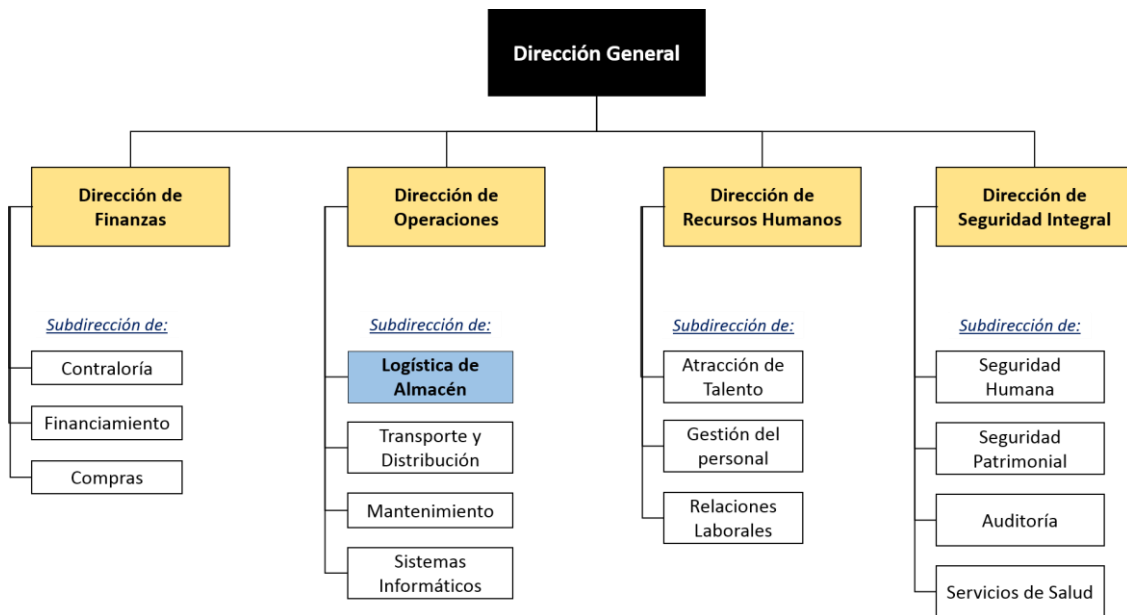 Dirección General
Dirección de
Finanzas
Subdirección de:
Contraloría
Financiamiento
Compras
Dirección de
Operaciones
Subdirección de:
Logística de
Almacén
Transporte y
Distribución
Mantenimiento
Sistemas
Informáticos
Dirección de
Recursos Humanos
Subdirección de:
Atracción de
Talento
Gestión del
personal
Relaciones
Laborales
Dirección de
Seguridad Integral
Subdirección de:
Seguridad
Humana
Seguridad
Patrimonial
Auditoría
Servicios de Salud